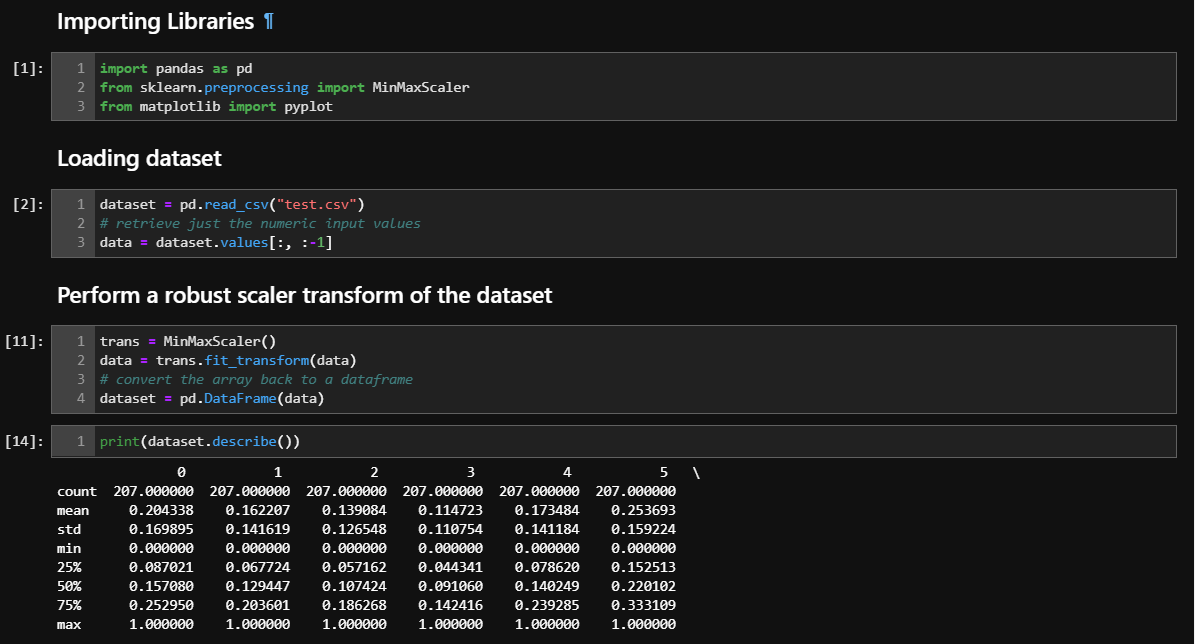 Importing Libraries ¶
[1]:
1 import pandas as pd
2 from sklearn.preprocessing import MinMaxScaler
3 from matplotlib import pyplot
Loading dataset
[2]:
1 dataset = pd.read_csv("test.csv")
2 # retrieve just the numeric input values
3 data = dataset.values[:, :-1]
Perform a robust scaler transform of the dataset
[11]:
1 trans = MinMaxScaler()
2 data = trans.fit_transform(data)
3 # convert the array back to a dataframe
4 dataset = pd.DataFrame(data)
[14]:
1 print(dataset.describe())
0 1 2 3 4 5 \
count 207.000000 207.000000 207.000000 207.000000 207.000000 207.000000
mean 0.204338 0.162207 0.139084 0.114723 0.173484 0.253693
std 0.169895 0.141619 0.126548 0.110754 0.141184 0.159224
min 0.000000 0.000000 0.000000 0.000000 0.000000 0.000000
25% 0.087021 0.067724 0.057162 0.044341 0.078620 0.152513
50% 0.157080 0.129447 0.107424 0.091060 0.140249 0.220102
75% 0.252950 0.203601 0.186268 0.142416 0.239285 0.333109
max 1.000000 1.000000 1.000000 1.000000 1.000000 1.000000